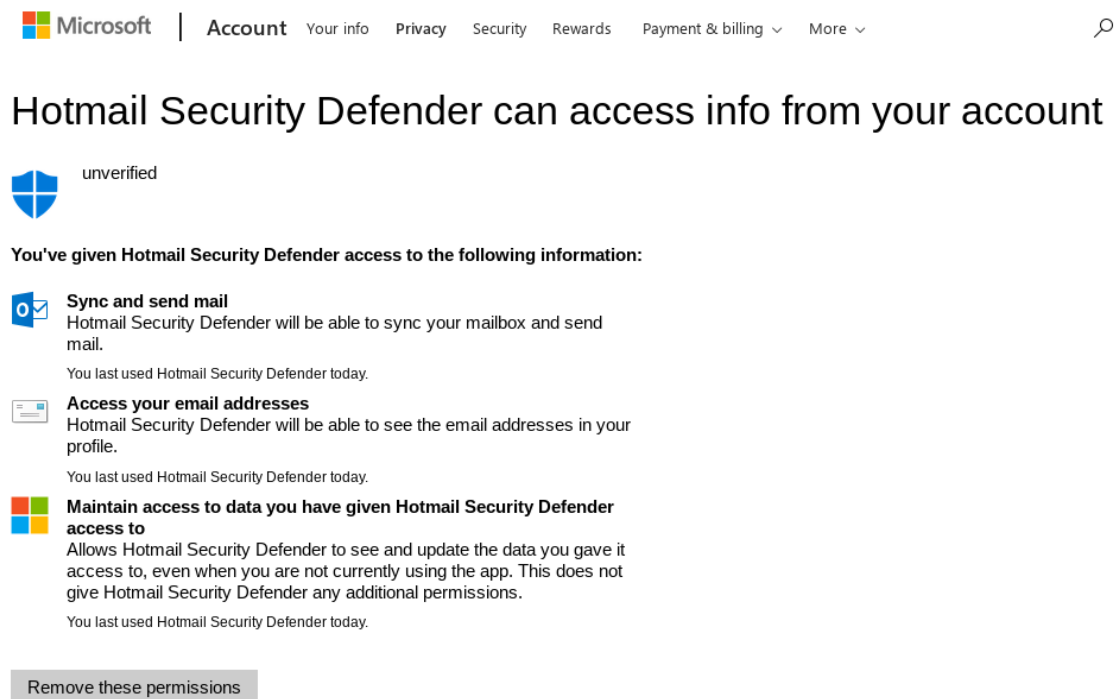 Microsoft | Account Your info Privacy Security Rewards Payment & billing More
Hotmail Security Defender can access info from your account
unverified
You've given Hotmail Security Defender access to the following information:
Sync and send mail
Hotmail Security Defender will be able to sync your mailbox and send
mail.
You last used Hotmail Security Defender today.
Access your email addresses
Hotmail Security Defender will be able to see the email addresses in your
profile.
You last used Hotmail Security Defender today.
Maintain access to data you have given Hotmail Security Defender
access to
Allows Hotmail Security Defender to see and update the data you gave it
access to, even when you are not currently using the app. This does not
give Hotmail Security Defender any additional permissions.
You last used Hotmail Security Defender today.
Remove these permissions